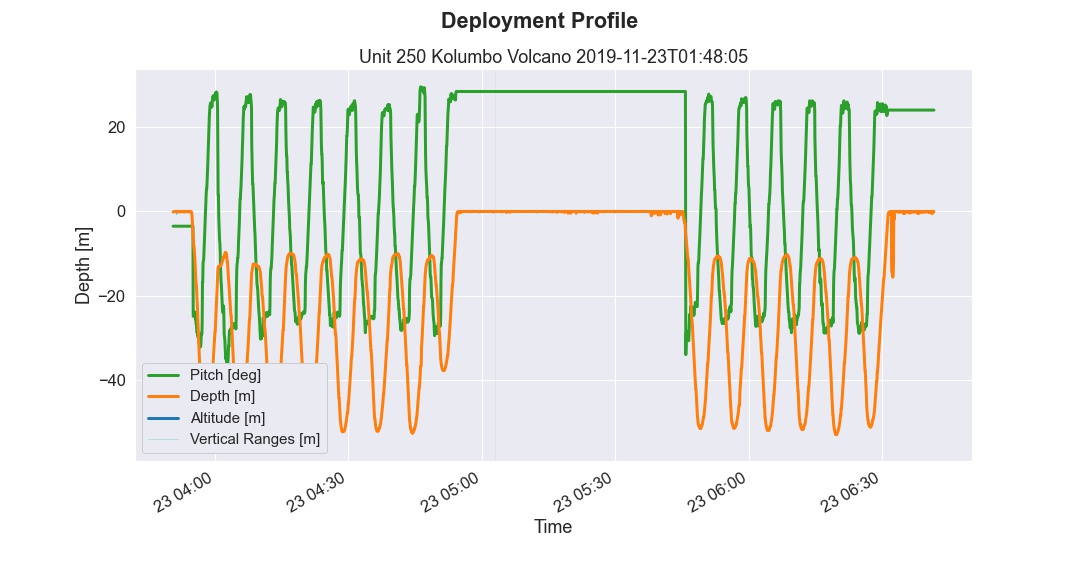 Deployment Profile
Unit 250 Kolumbo Volcano 2019-11-23T01:48:05
20
0
−20
−40
Depth [m]
Pitch [deg]
Depth [m]
Altitude [m]
Vertical Ranges [m]
23 04:00
23 04:30
23 05:00
23 05:30
23 06:00
23 06:30
Time